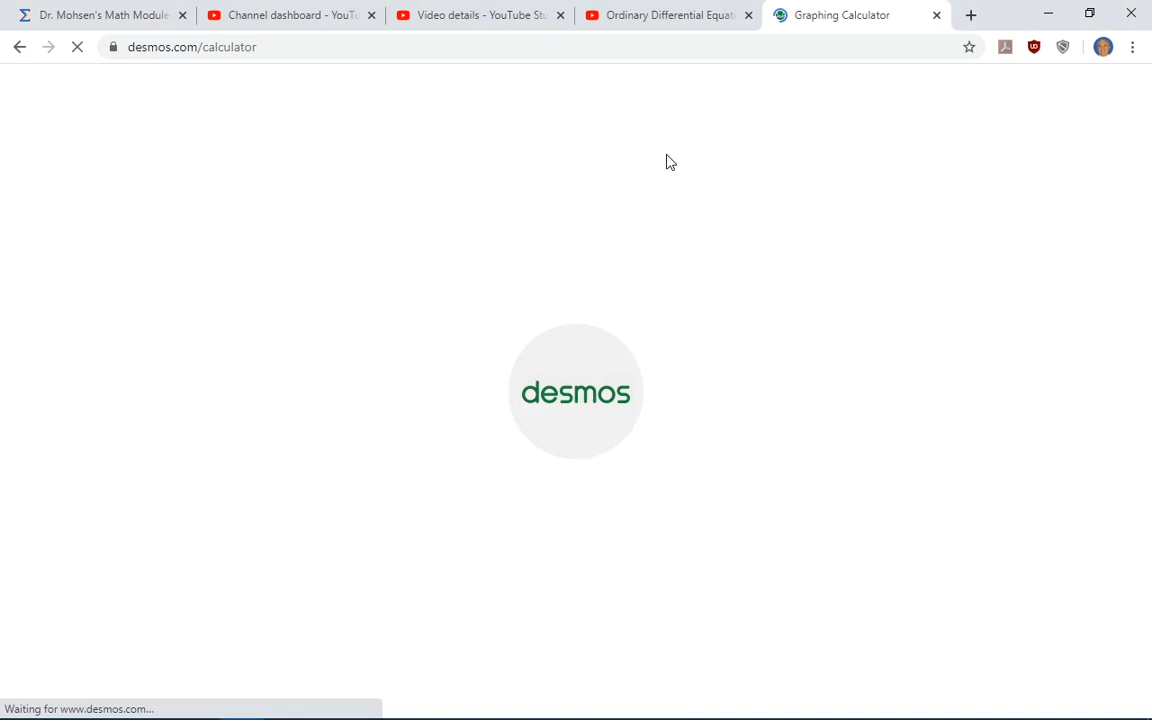 Dr. Mohsen's Math Module
Channel dashboard - YouTu
Video details - YouTube Stu
Ordinary Differential Equati
Graphing Calculator
desmos.com/calculator
desmos
Waiting for www.desmos.com...